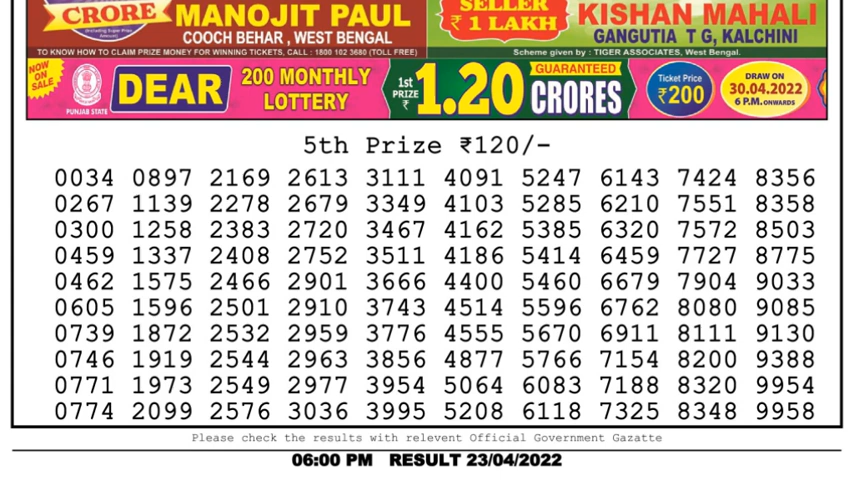 CRORE
(Including Super Prize Amount)
MANOJIT PAUL
COOCH BEHAR , WEST BENGAL
SELLER
₹ 1 LAKH
KISHAN MAHALI
GANGUTIA T G, KALCHINI
TO KNOW HOW TO CLAIM PRIZE MONEY FOR WINNING TICKETS, CALL : 1800 102 3680 (TOLL FREE)
Scheme given by : TIGER ASSOCIATES, West Bengal.
NOW ON SALE
PUNJAB STATE
DEAR
200 MONTHLY
LOTTERY
1st PRIZE ₹
1.20
GUARANTEED
CRORES
Ticket Price
₹200
DRAW ON
30.04.2022
6 P.M. ONWARDS
5th Prize ₹120/-
0034 0897 2169 2613 3111 4091 5247 6143 7424 8356
0267 1139 2278 2679 3349 4103 5285 6210 7551 8358
0300 1258 2383 2720 3467 4162 5385 6320 7572 8503
0459 1337 2408 2752 3511 4186 5414 6459 7727 8775
0462 1575 2466 2901 3666 4400 5460 6679 7904 9033
0605 1596 2501 2910 3743 4514 5596 6762 8080 9085
0739 1872 2532 2959 3776 4555 5670 6911 8111 9130
0746 1919 2544 2963 3856 4877 5766 7154 8200 9388
0771 1973 2549 2977 3954 5064 6083 7188 8320 9954
0774 2099 2576 3036 3995 5208 6118 7325 8348 9958
Please check the results with relevent Official Government Gazatte
06:00 PM RESULT 23/04/2022